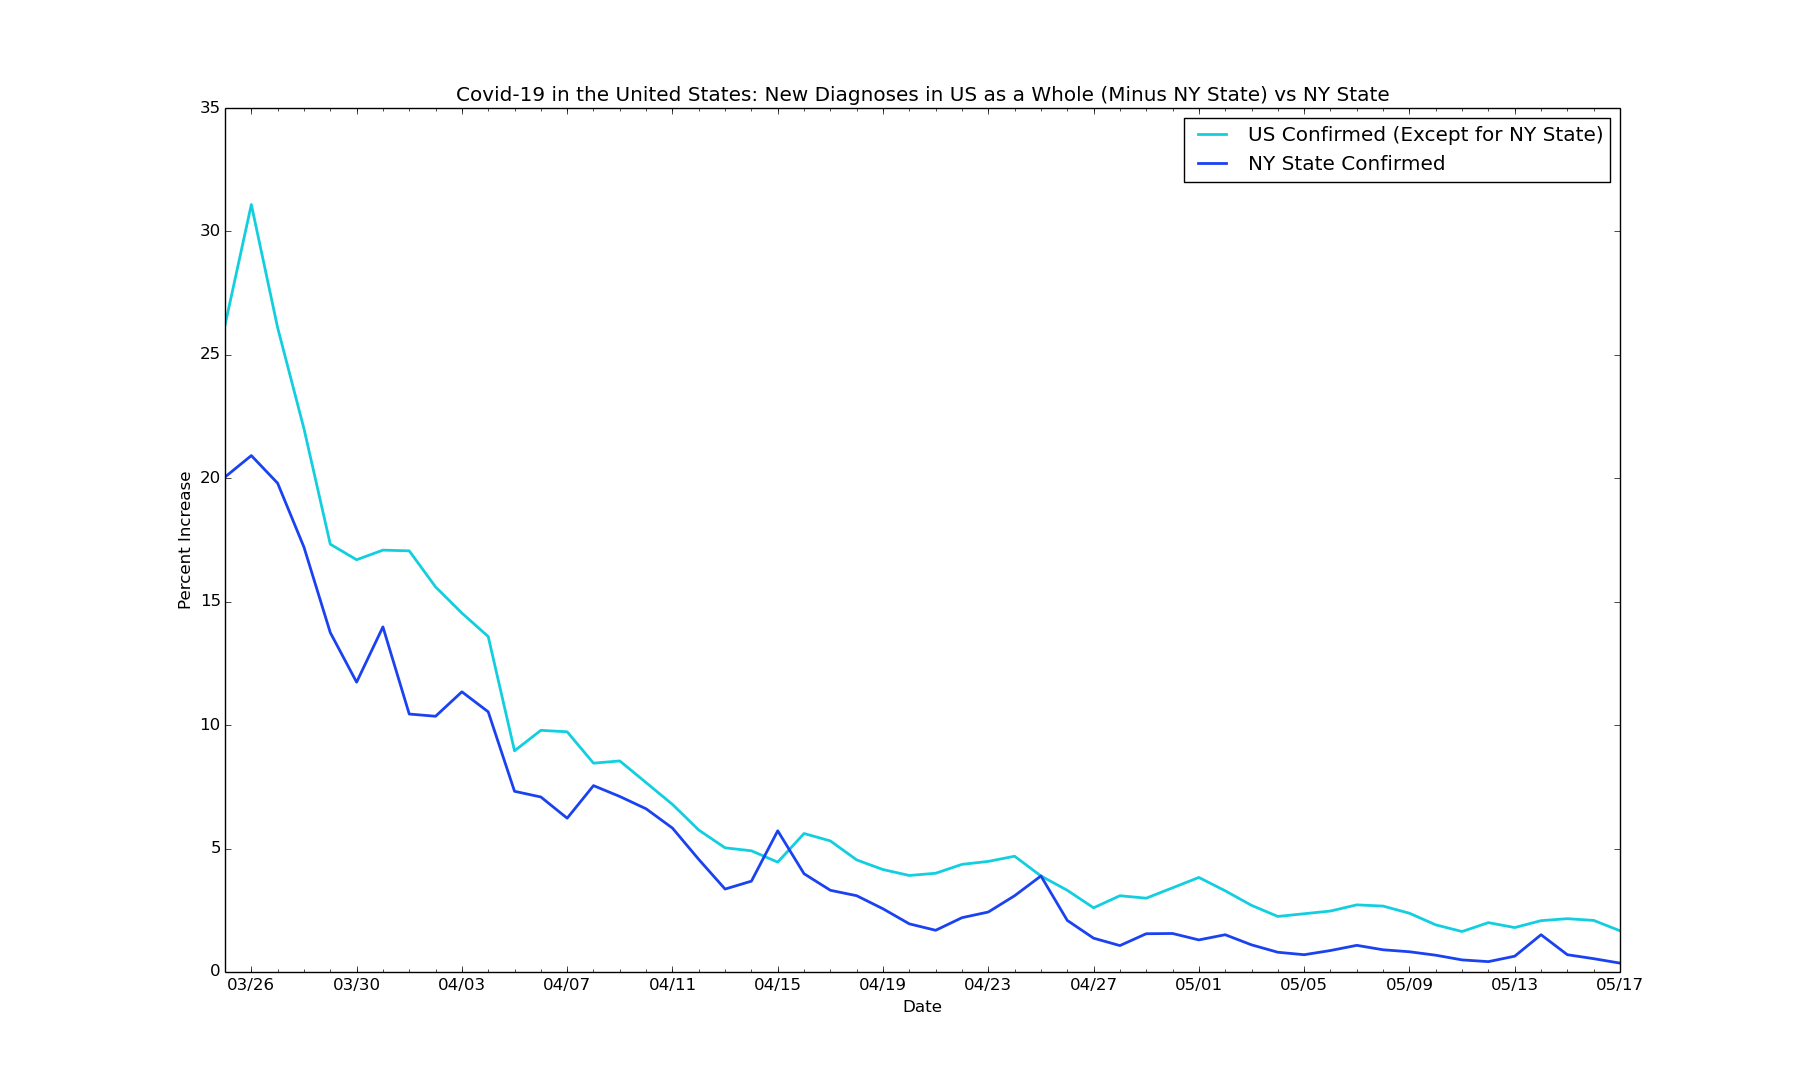 Covid-19 in the United States: New Diagnoses in US as a Whole (Minus NY State) vs NY State
US Confirmed (Except for NY State)
NY State Confirmed
Percent Increase
35
30
25
20
15
10
5
0
03/26 03/30 04/03 04/07 04/11 04/15 04/19 04/23 04/27 05/01 05/05 05/09 05/13 05/17
Date